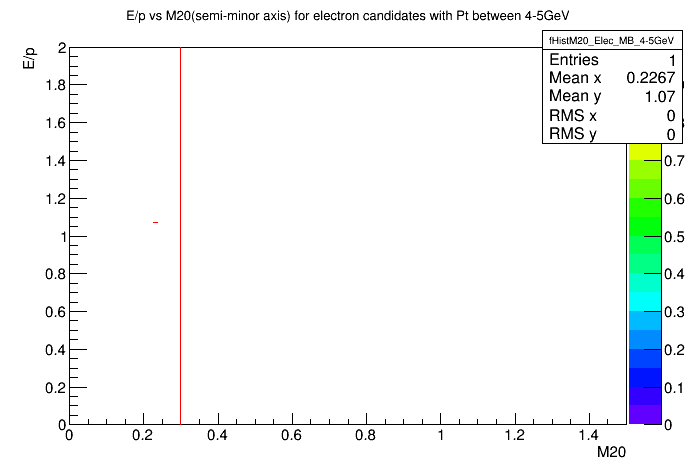 E/p vs M20(semi-minor axis) for electron candidates with Pt between 4-5GeV
fHistM20_Elec_MB_4-5GeV
Entries 1
Mean x 0.2267
Mean y 1.07
RMS x 0
RMS y 0
E/p
2
1.8
1.6
1.4
1.2
1
0.8
0.6
0.4
0.2
0
0 0.2 0.4 0.6 0.8 1 1.2 1.4
M20
0.7
0.6
0.5
0.4
0.3
0.2
0.1
0